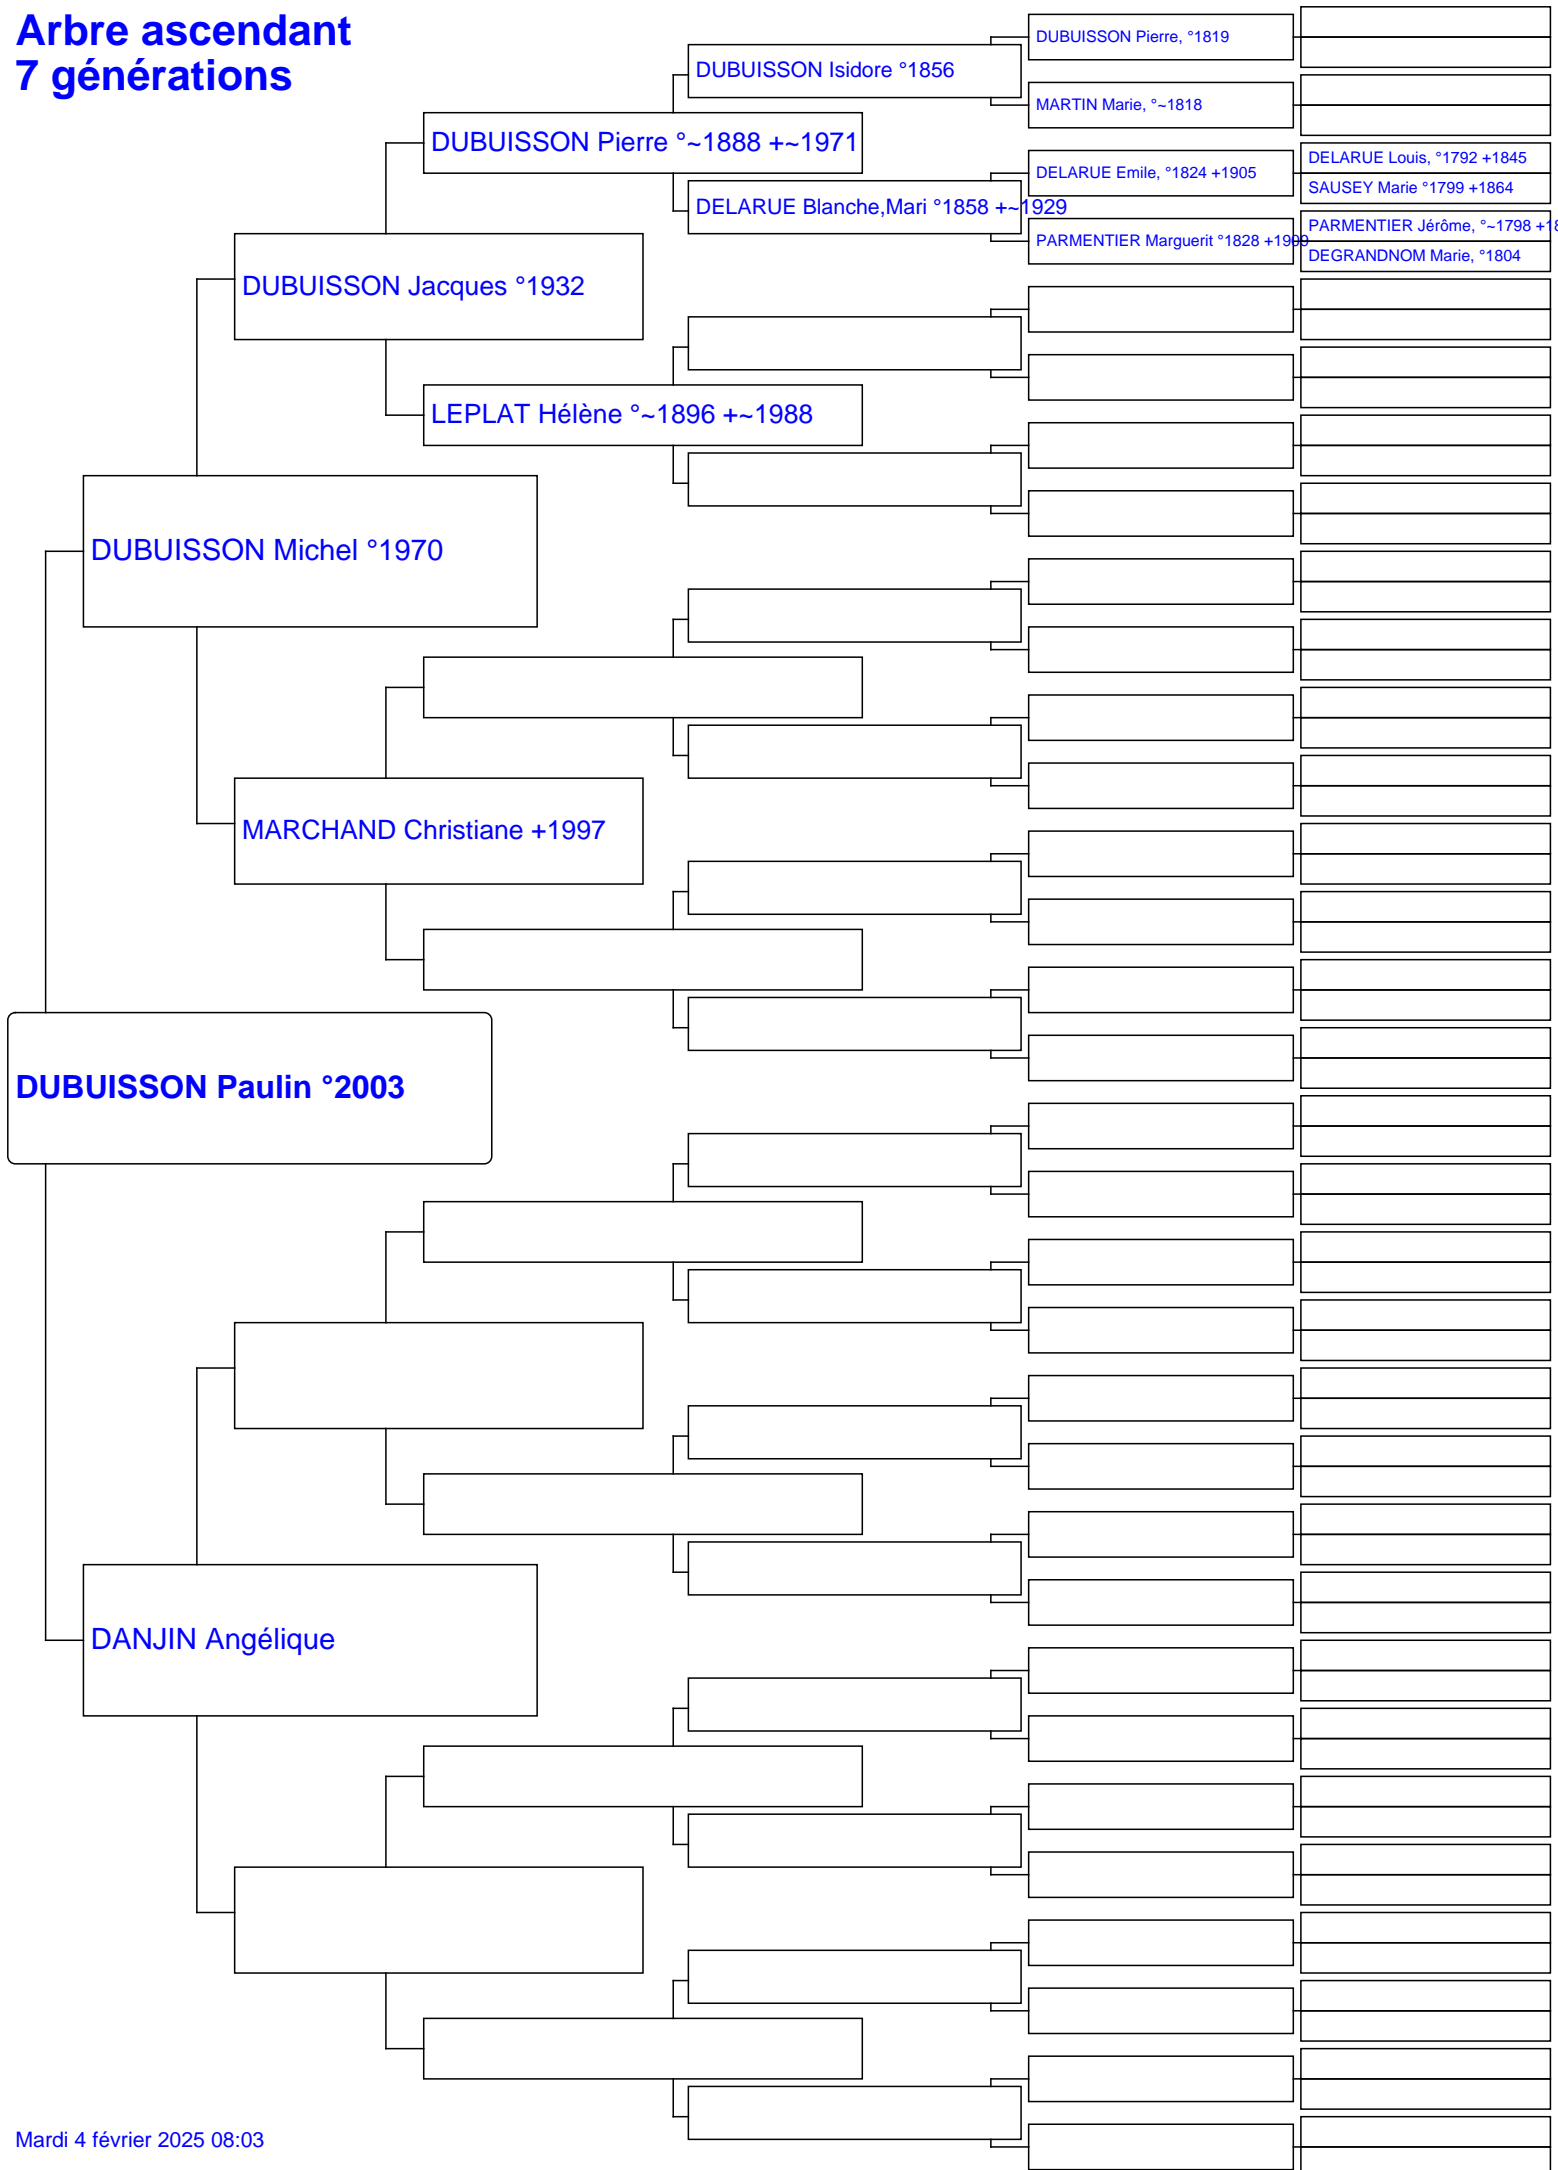 Arbre ascendant
7 générations
DUBUISSON Paulin °2003
DUBUISSON Michel °1970
DANJIN Angélique
DUBUISSON Jacques °1932
MARCHAND Christiane +1997
DUBUISSON Pierre °~1888 +~1971
LEPLAT Hélène °~1896 +~1988
DUBUISSON Isidore °1856
DELARUE Blanche,Mari °1858 +~1929
DUBUISSON Pierre, °1819
MARTIN Marie, °~1818
DELARUE Emile, °1824 +1905
PARMENTIER Marguerit °1828 +1909
DELARUE Louis, °1792 +1845
SAUSEY Marie °1799 +1864
PARMENTIER Jérôme, °~1798
DEGRANDNOM Marie, °1804
Mardi 4 février 2025 08:03